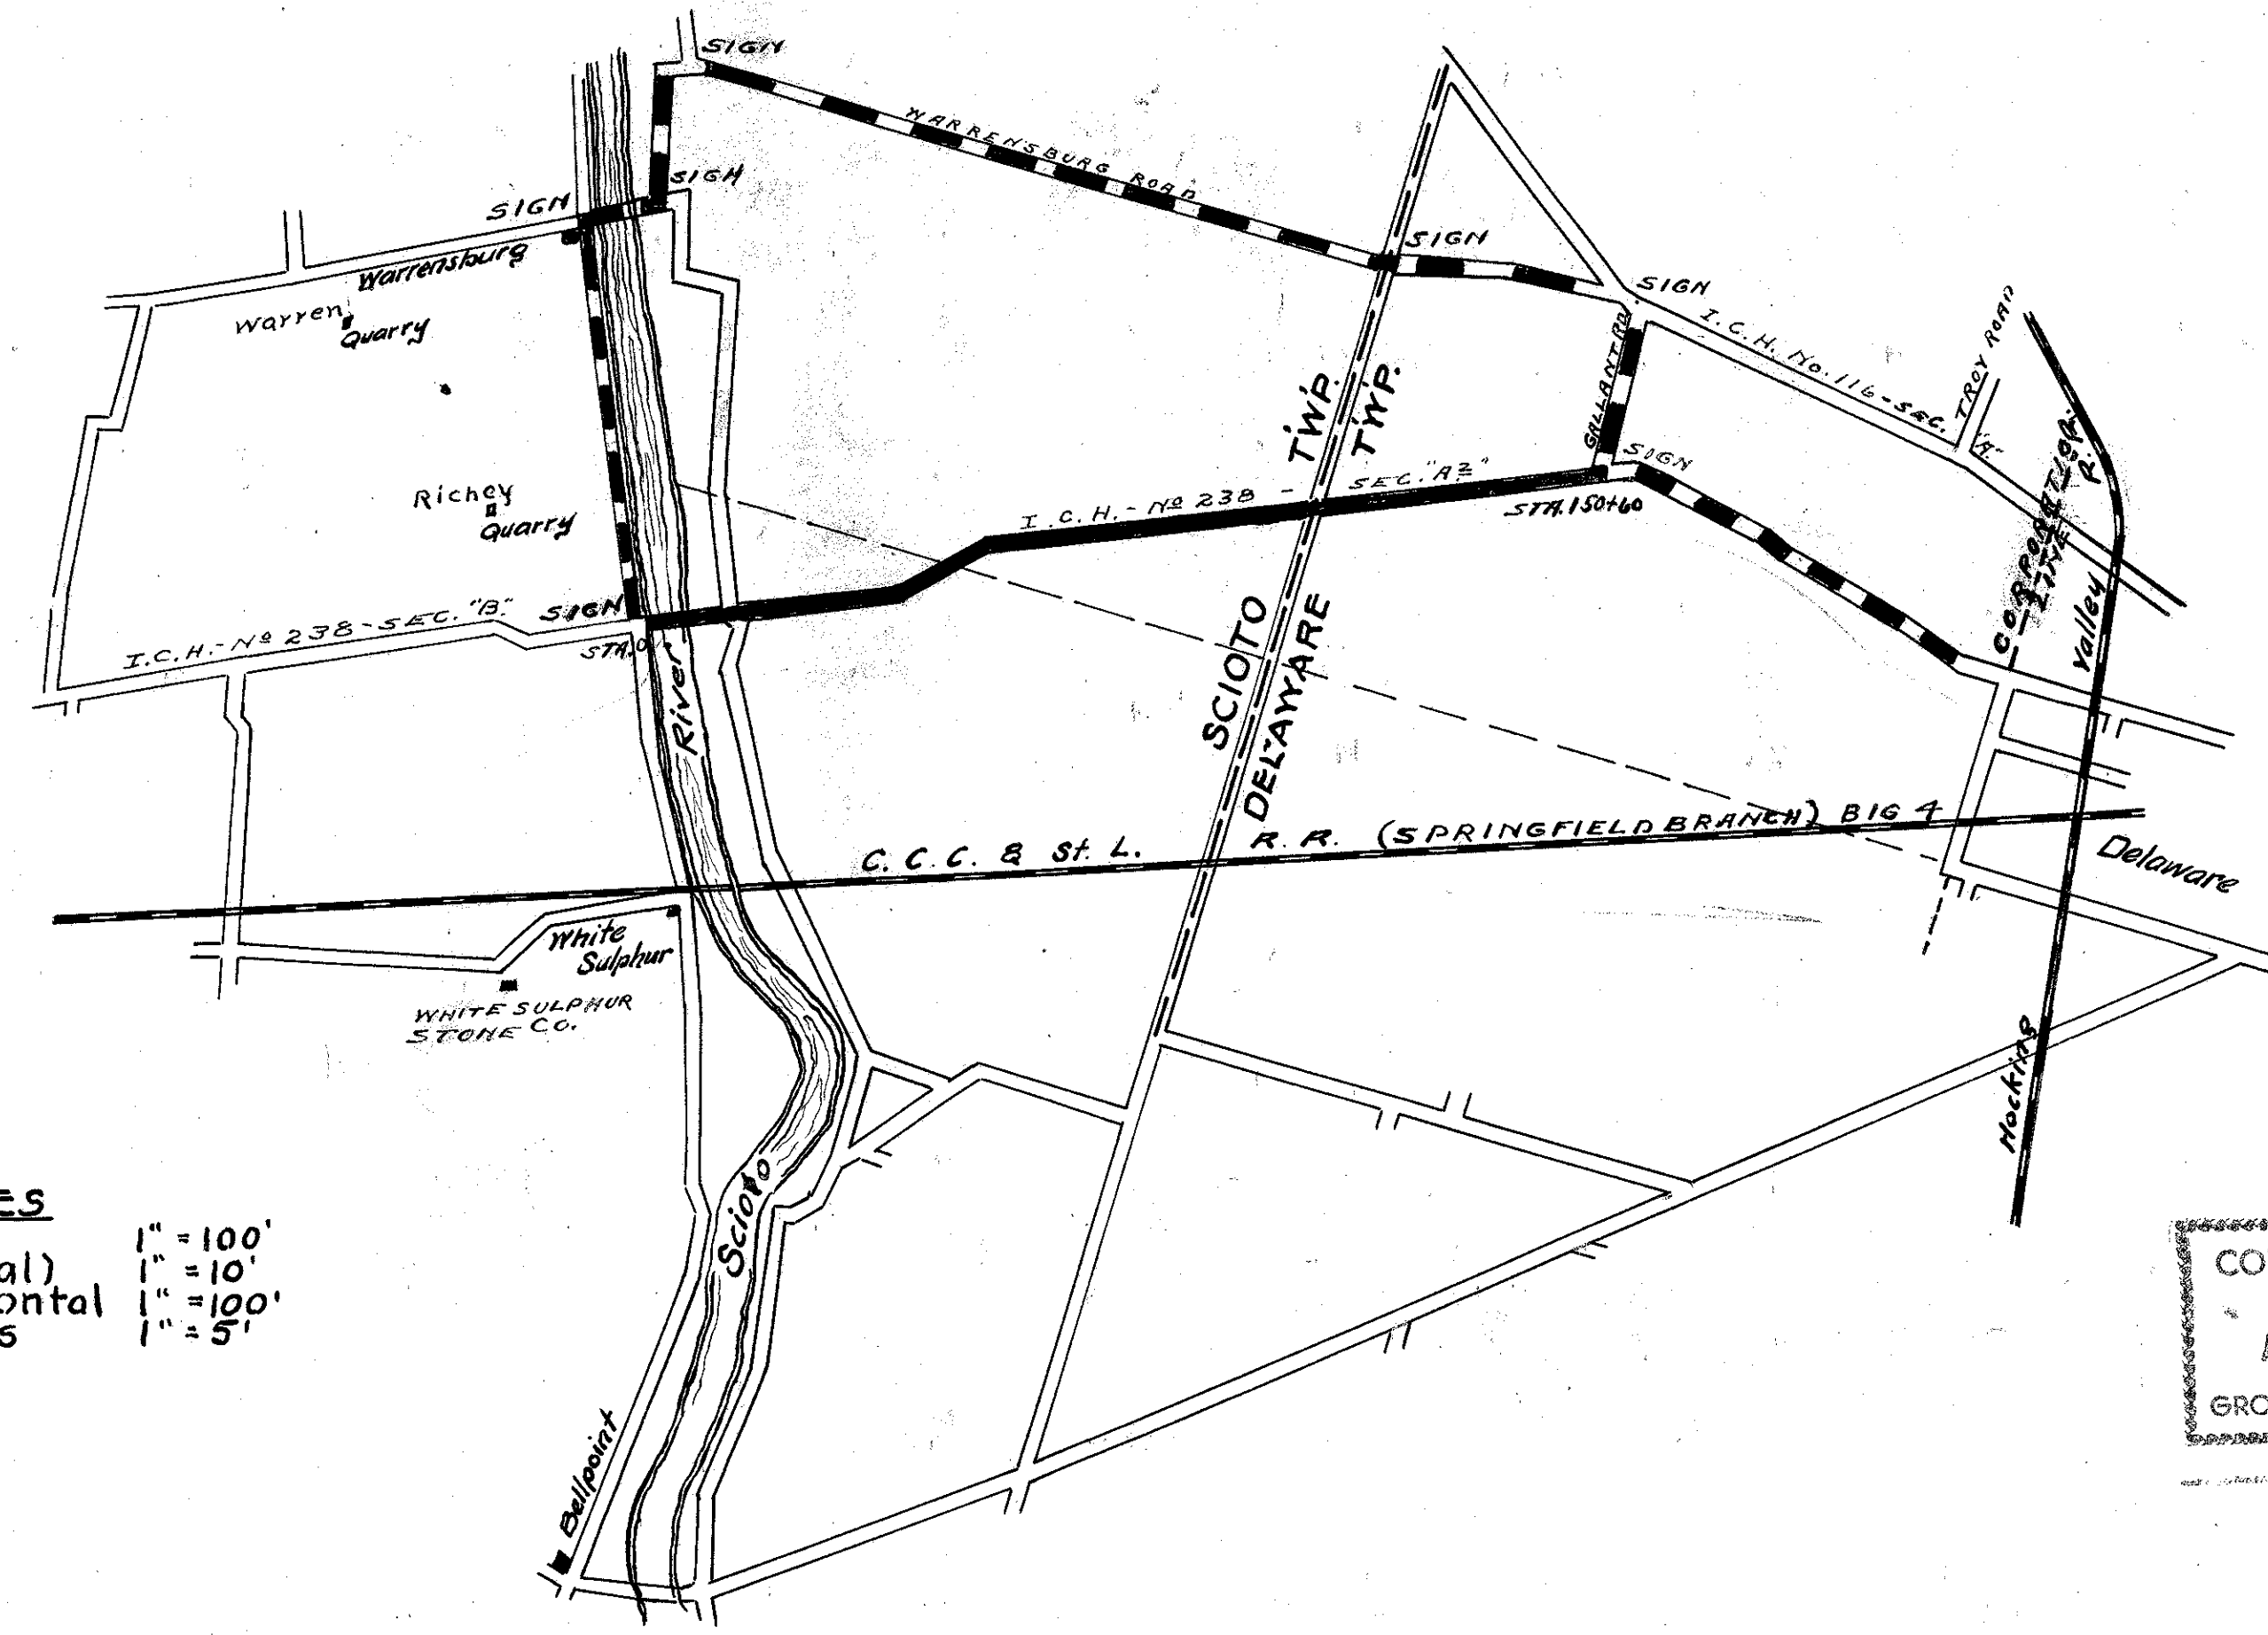 SIGN
WARRENSBURG ROAD
SIGN
SIGN
Warrensburg
Warren
Quarry
SIGN
SIGN
I.C.H. No. 116 - SEC. "A."
TROY ROAD
GALLANT RD
TWP.
TWP.
Richey
Quarry
I.C.H. - Nº 238 - SEC. "A2"
SIGN
STA. 150+60
CORPORATION
LINE
R.R.
Valley
I.C.H. - Nº 238 - SEC. "B."
SIGN
STA. 0
River
SCIOTO
DELAWARE
C. C. C. & St. L. R. R. (SPRINGFIELD BRANCH) BIG 4
Delaware
White
Sulphur
WHITE SULPHUR
STONE CO.
Hocking
Scioto
ES
1" = 100'
al) 1" = 10'
ontal 1" = 100'
s 1" = 5'
Bellpoint
CO
GRO